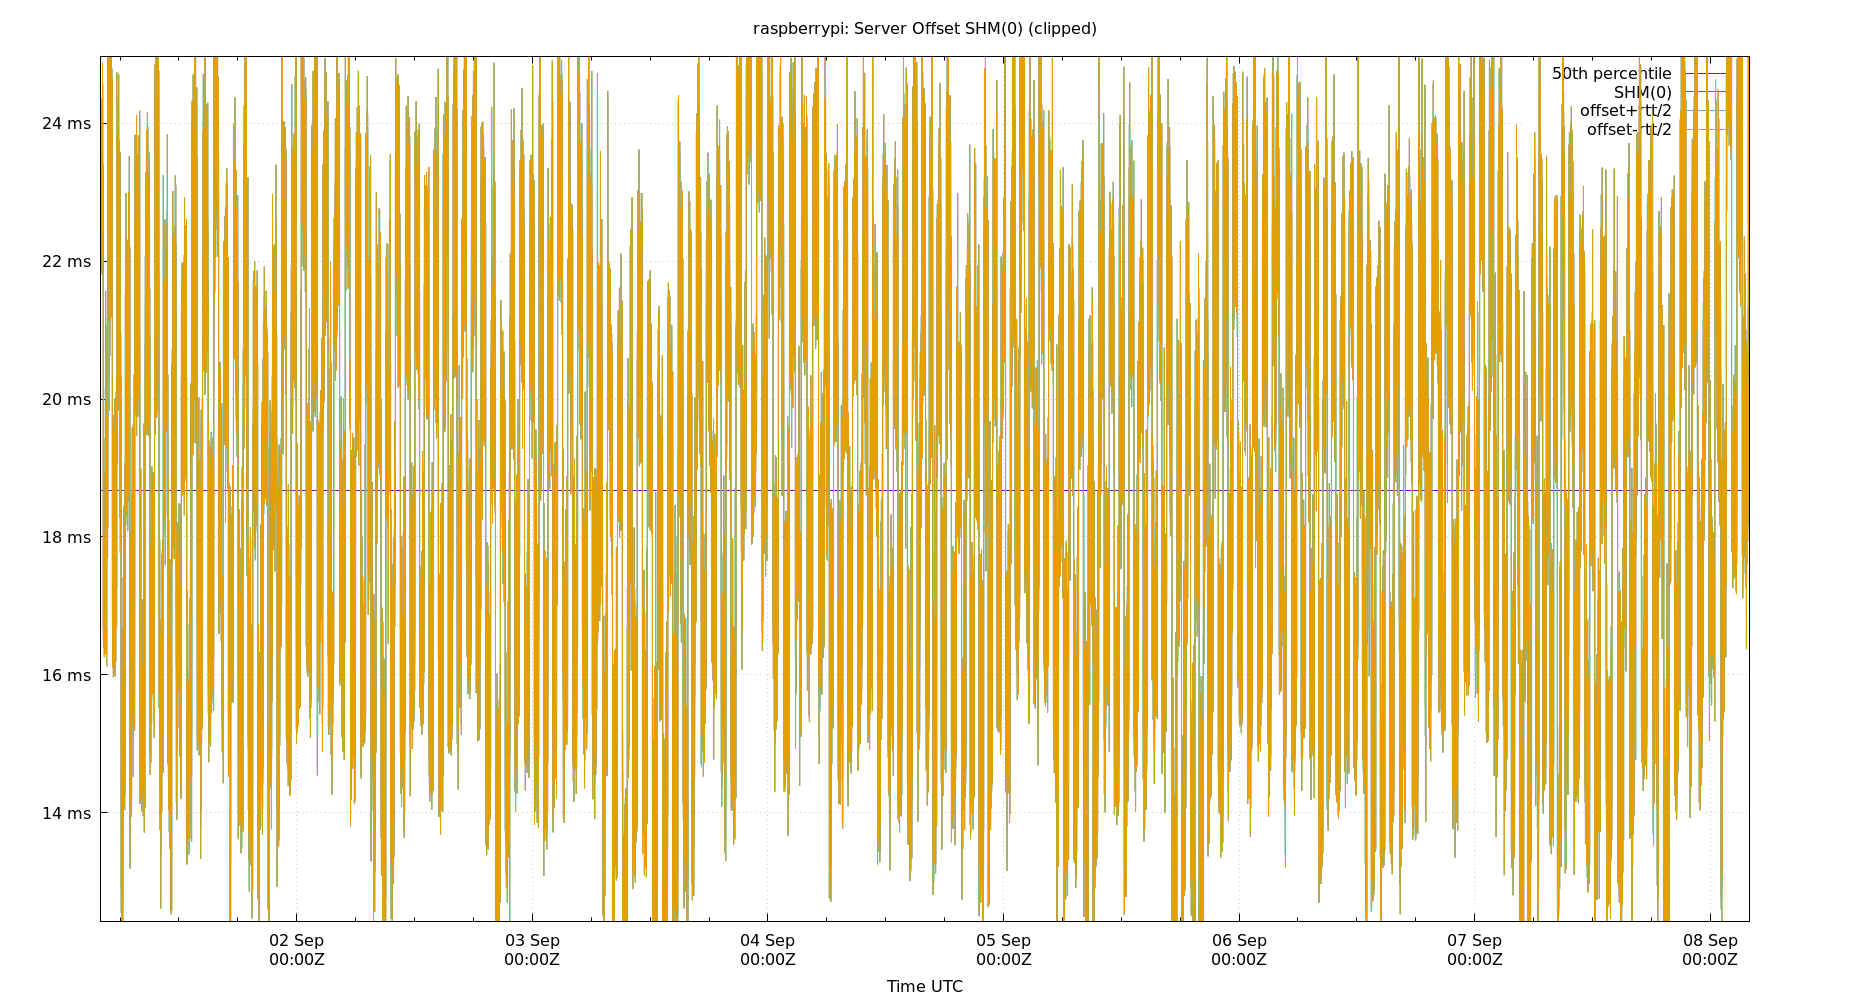 raspberrypi: Server Offset SHM(0) (clipped)
50th percentile
SHM(0)
offset+rtt/2
offset-rtt/2
24 ms
22 ms
20 ms
18 ms
16 ms
14 ms
02 Sep
00:00Z
03 Sep
00:00Z
04 Sep
00:00Z
05 Sep
00:00Z
06 Sep
00:00Z
07 Sep
00:00Z
08 Sep
00:00Z
Time UTC